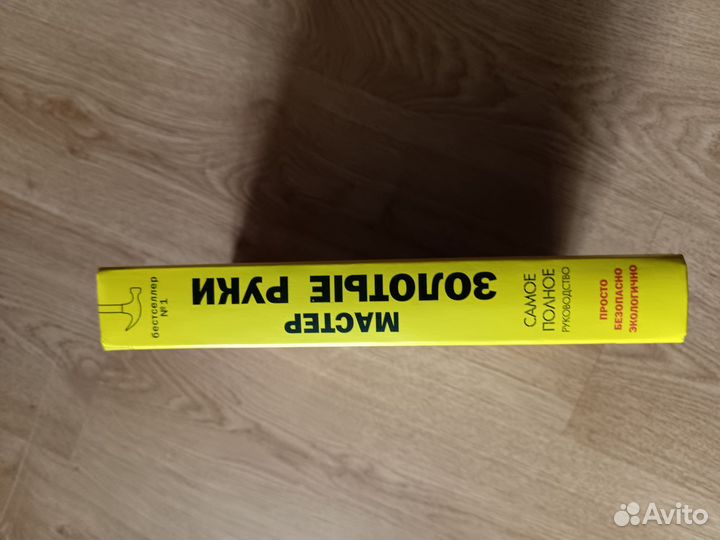 МАСТЕР
ЗОЛОТЫЕ РУКИ
САМОЕ
ПОЛНОЕ
РУКОВОДСТВО
ПРОСТО
БЕЗОПАСНО
ЭКОЛОГИЧНО
бестселлер
№1
Avito